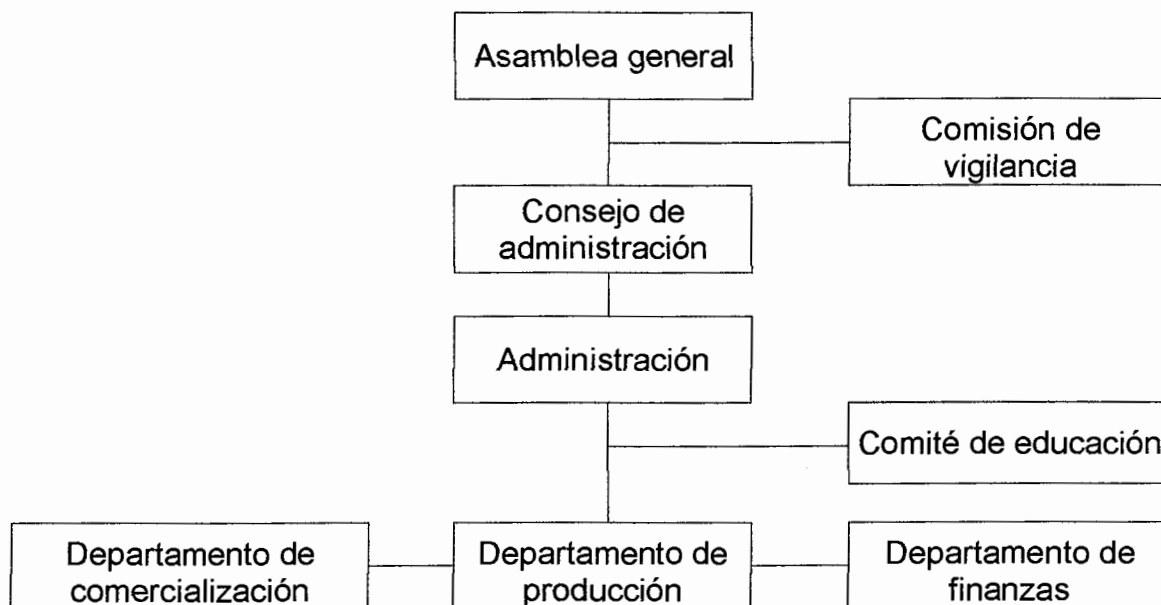 Asamblea general
Comisión de
vigilancia
Consejo de
administración
Administración
Comité de educación
Departamento de
comercialización
Departamento de
producción
Departamento de
finanzas